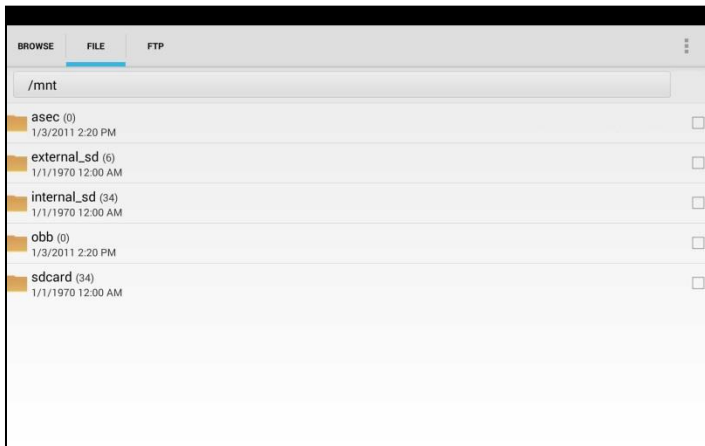 BROWSE FILE FTP
/mnt
asec (0)
1/3/2011 2:20 PM
external_sd (6)
1/1/1970 12:00 AM
internal_sd (34)
1/1/1970 12:00 AM
obb (0)
1/3/2011 2:20 PM
sdcard (34)
1/1/1970 12:00 AM